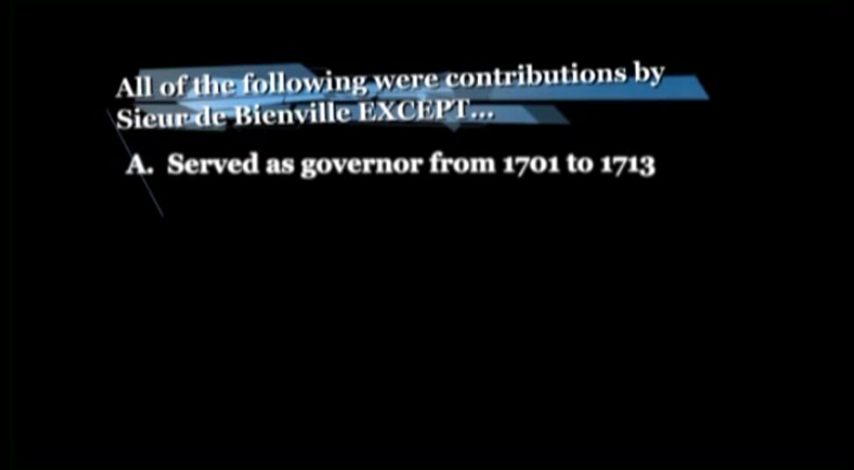 All of the following were contributions by
Sieur de Bienville EXCEPT...
A. Served as governor from 1701 to 1713